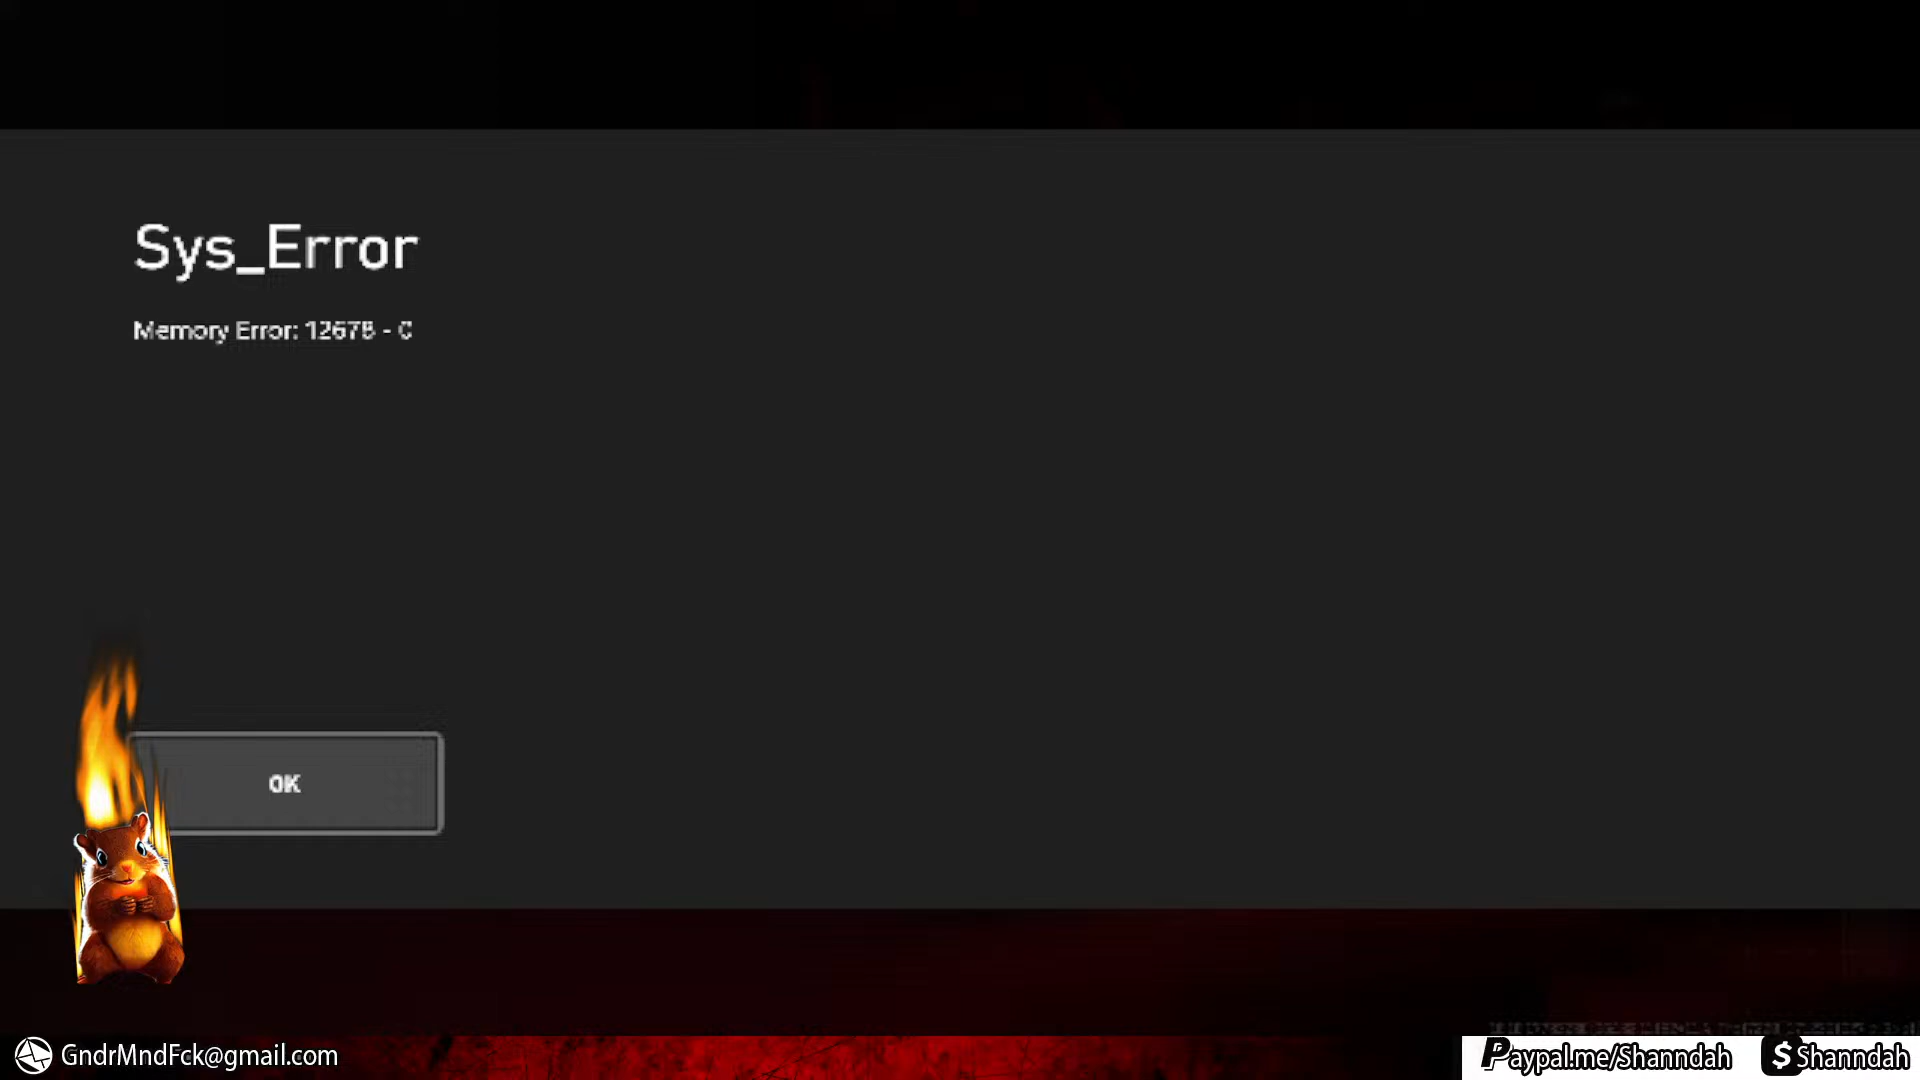 Sys_Error
Memory Error: 12678 - 0
OK
GndrMndFck@gmail.com
Paypal.me/Shanndah
$Shanndah